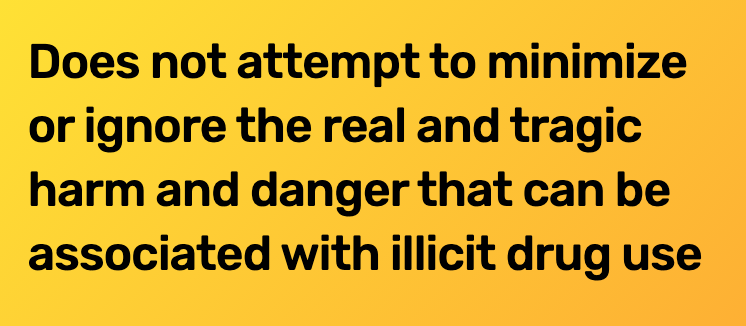 Does not attempt to minimize
or ignore the real and tragic
harm and danger that can be
associated with illicit drug use